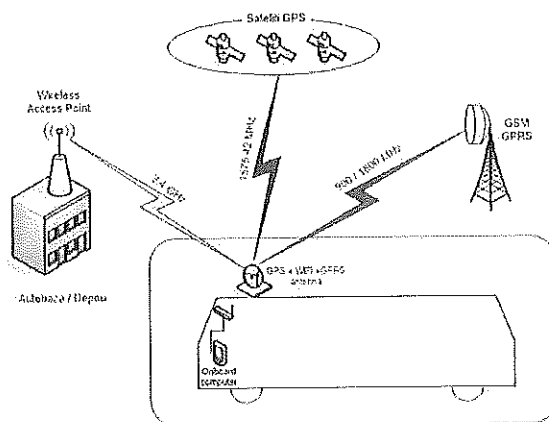 Sateliti GPS
Wireless
Access Point
GSM
GPRS
2.4 GHz
1575.42 MHz
900 / 1800 MHz
GPS + WiFi + GPRS
antenna
Autobaza / Depou
Onboard
computer